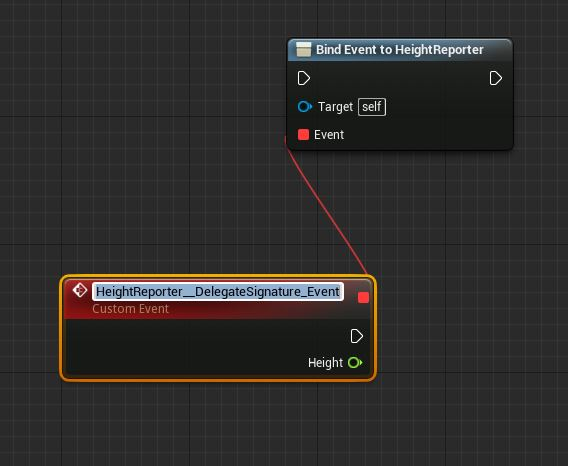 Bind Event to HeightReporter
Target self
Event
HeightReporter__DelegateSignature_Event
Custom Event
Height